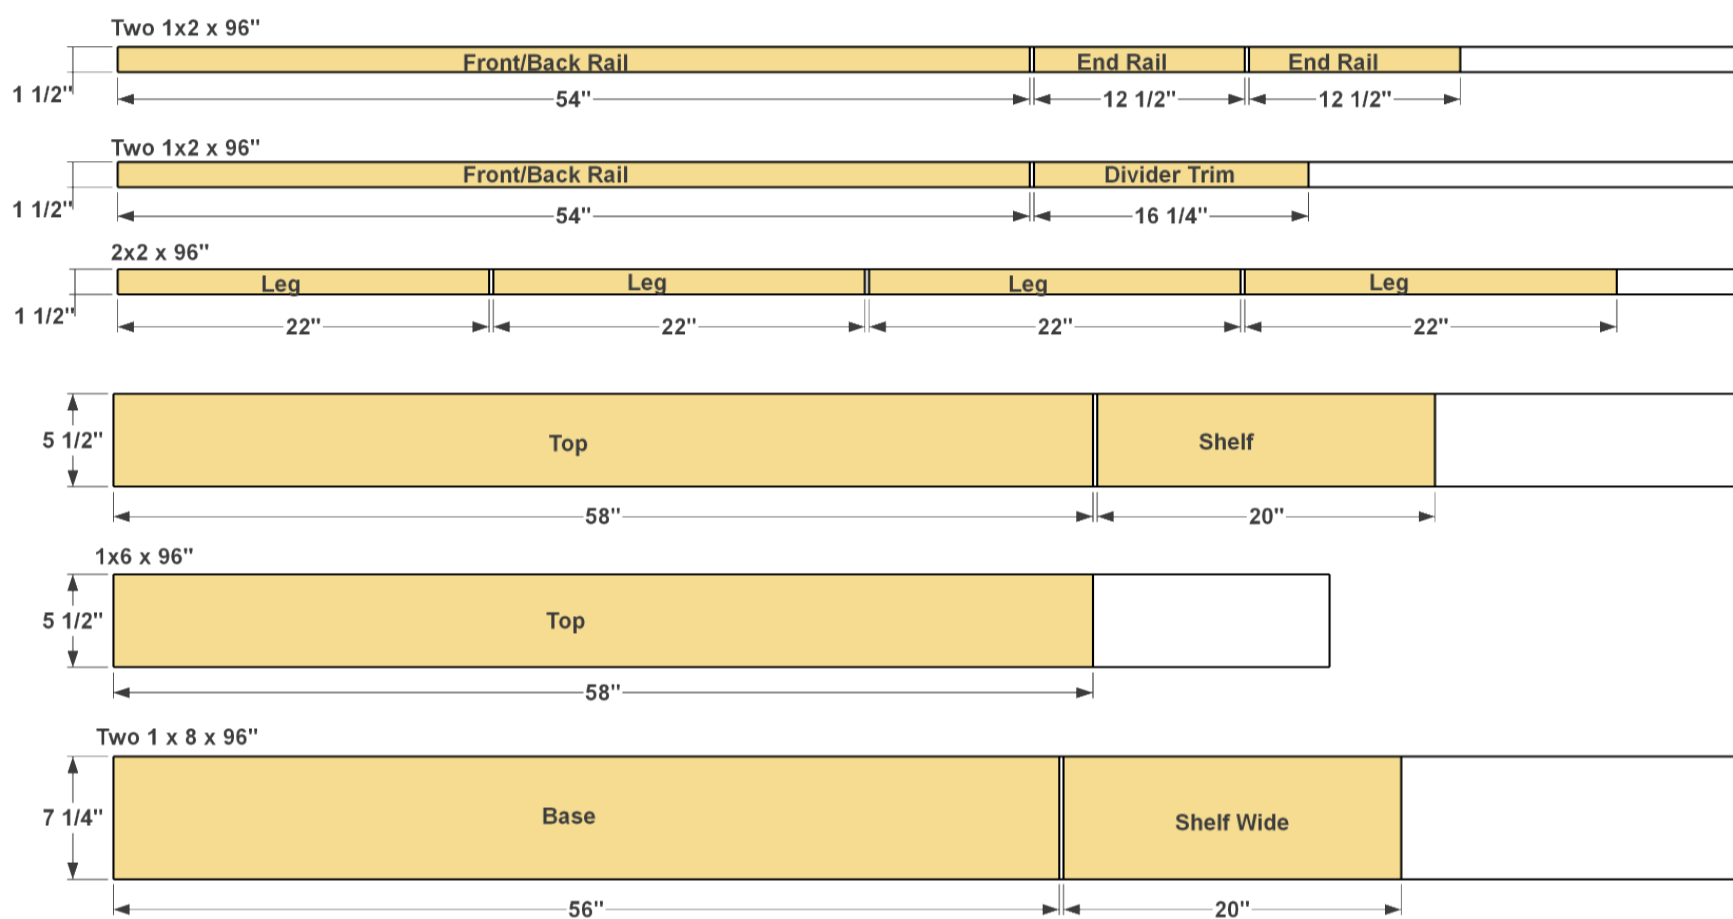 Two 1x2 x 96"
Front/Back Rail End Rail End Rail
1 1/2"
54" 12 1/2" 12 1/2"
Two 1x2 x 96"
Front/Back Rail Divider Trim
1 1/2"
54" 16 1/4"
2x2 x 96"
Leg Leg Leg Leg
1 1/2"
22" 22" 22" 22"
5 1/2" Top Shelf
58" 20"
1x6 x 96"
5 1/2" Top
58"
Two 1 x 8 x 96"
7 1/4" Base Shelf Wide
56" 20"